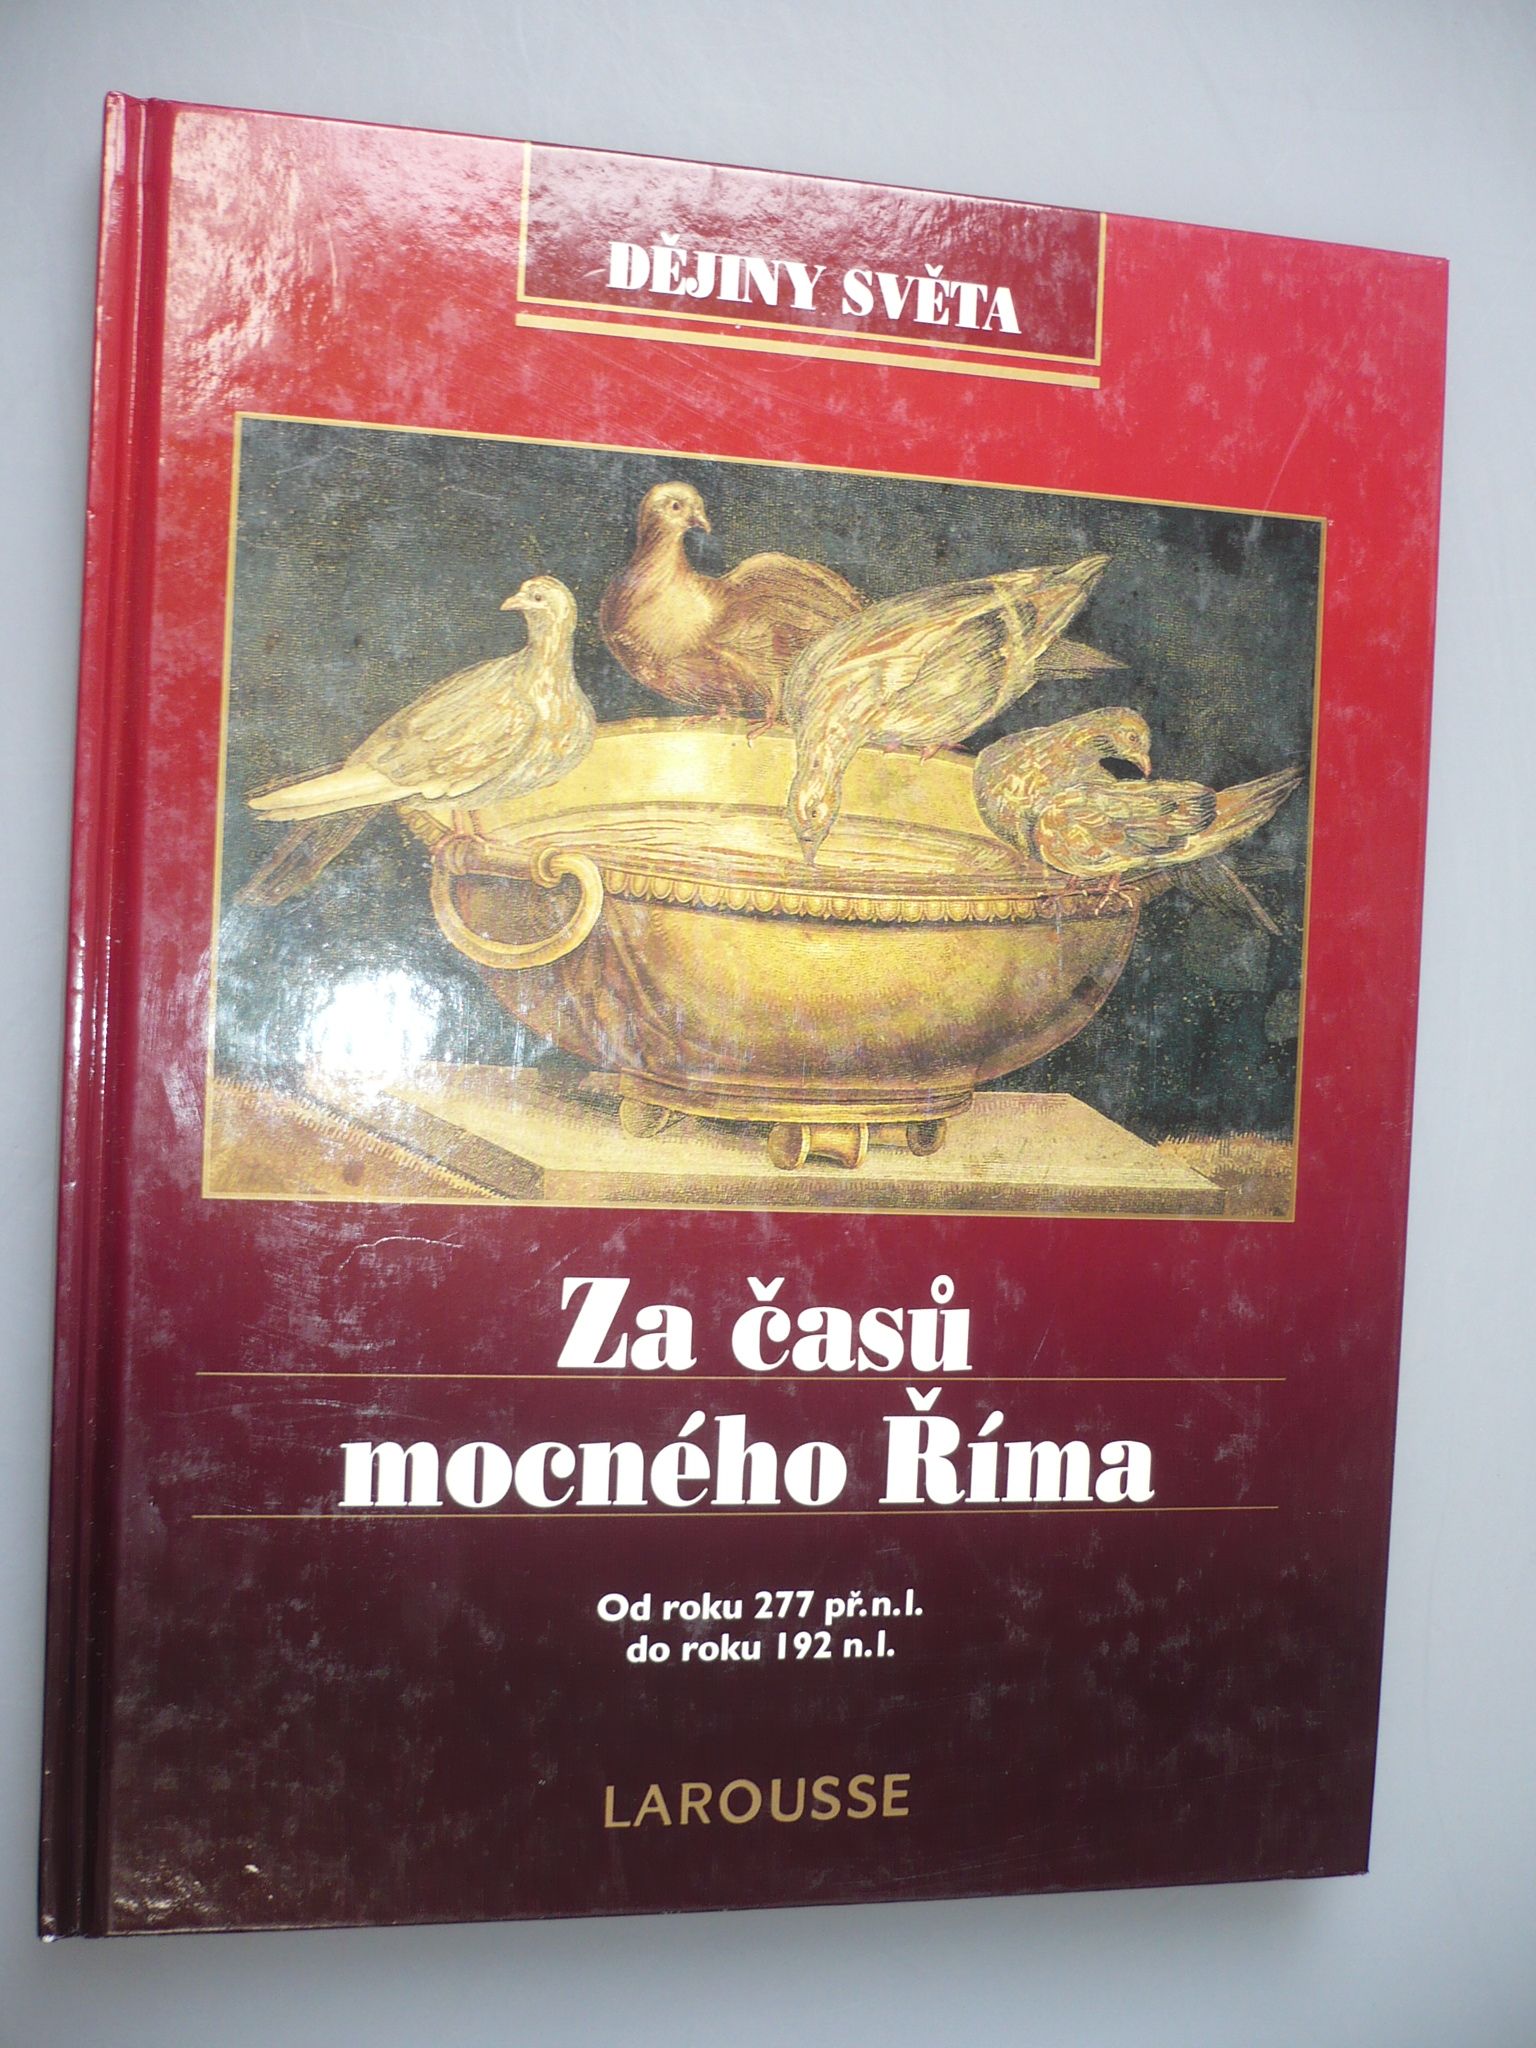 DĚJINY SVĚTA
Za časů
mocného Říma
Od roku 277 př.n.l.
do roku 192 n.l.
LAROUSSE